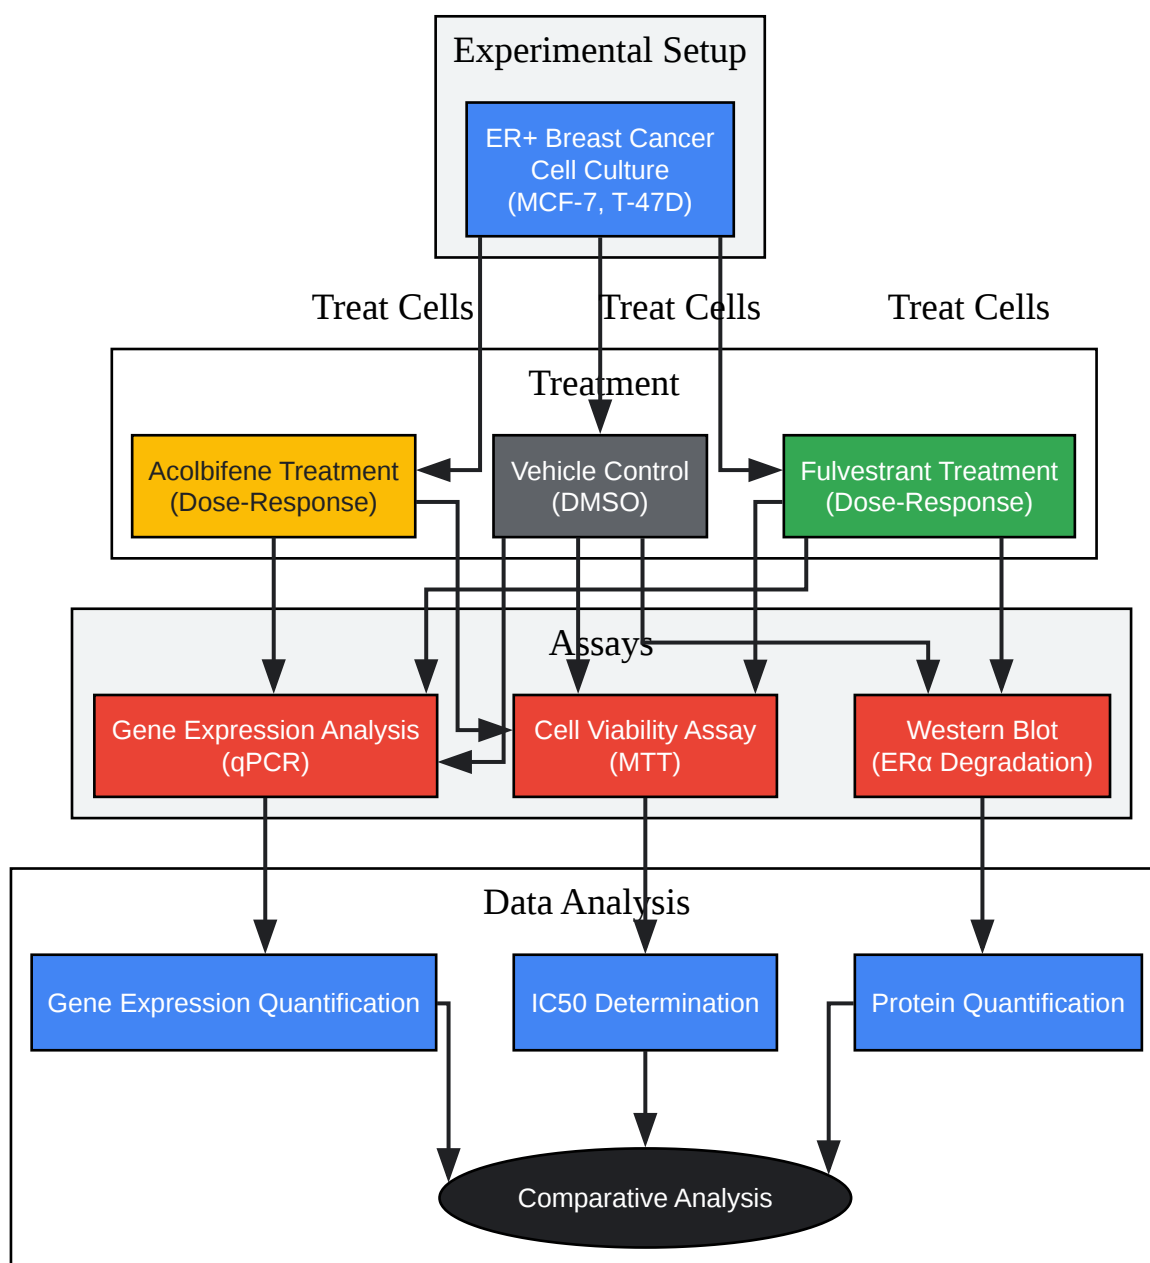 Experimental Setup
ER+ Breast Cancer
Cell Culture
(MCF-7, T-47D)
Treat Cells
Treat Cells
Treat Cells
Treatment
Acolbifene Treatment
(Dose-Response)
Vehicle Control
(DMSO)
Fulvestrant Treatment
(Dose-Response)
Assays
Gene Expression Analysis
(qPCR)
Cell Viability Assay
(MTT)
Western Blot
(ERα Degradation)
Data Analysis
Gene Expression Quantification
IC50 Determination
Protein Quantification
Comparative Analysis